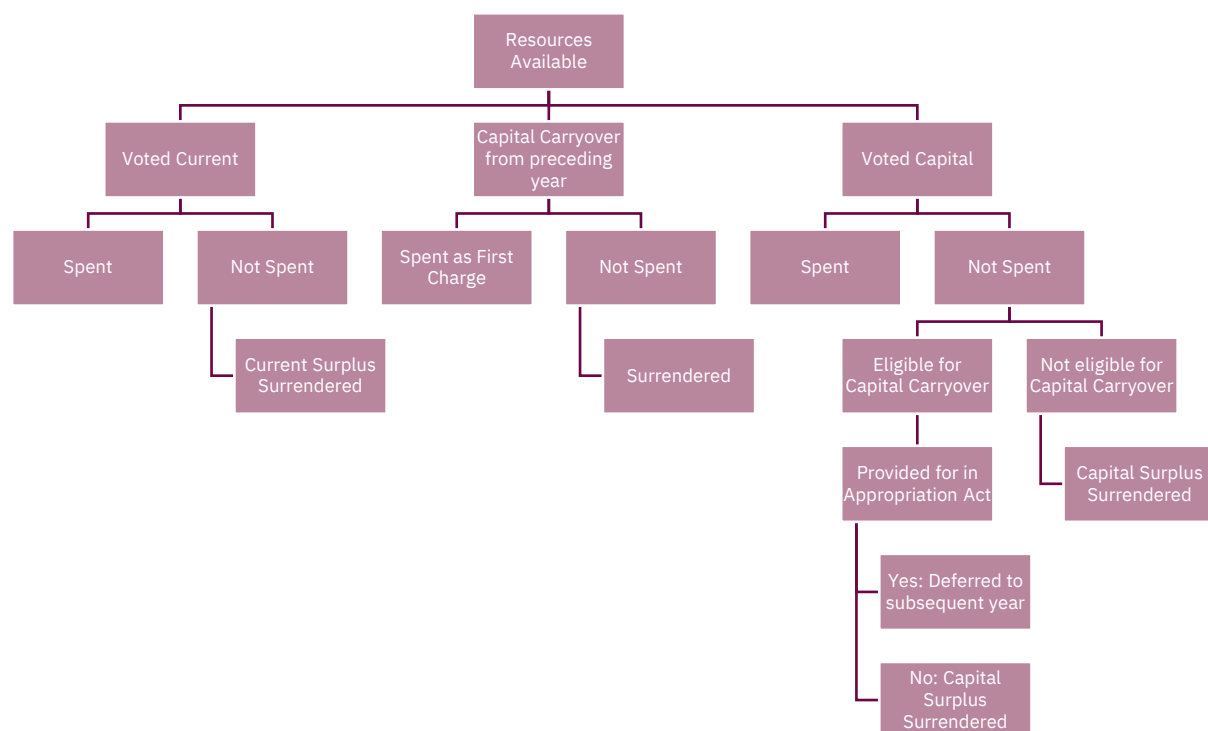 Resources
Available
Voted Current
Capital Carryover
from preceding
year
Voted Capital
Spent
Not Spent
Spent as First
Charge
Not Spent
Spent
Not Spent
Current Surplus
Surrendered
Surrendered
Eligible for
Capital Carryover
Not eligible for
Capital Carryover
Provided for in
Appropriation Act
Capital Surplus
Surrendered
Yes: Deferred to
subsequent year
No: Capital
Surplus
Surrendered